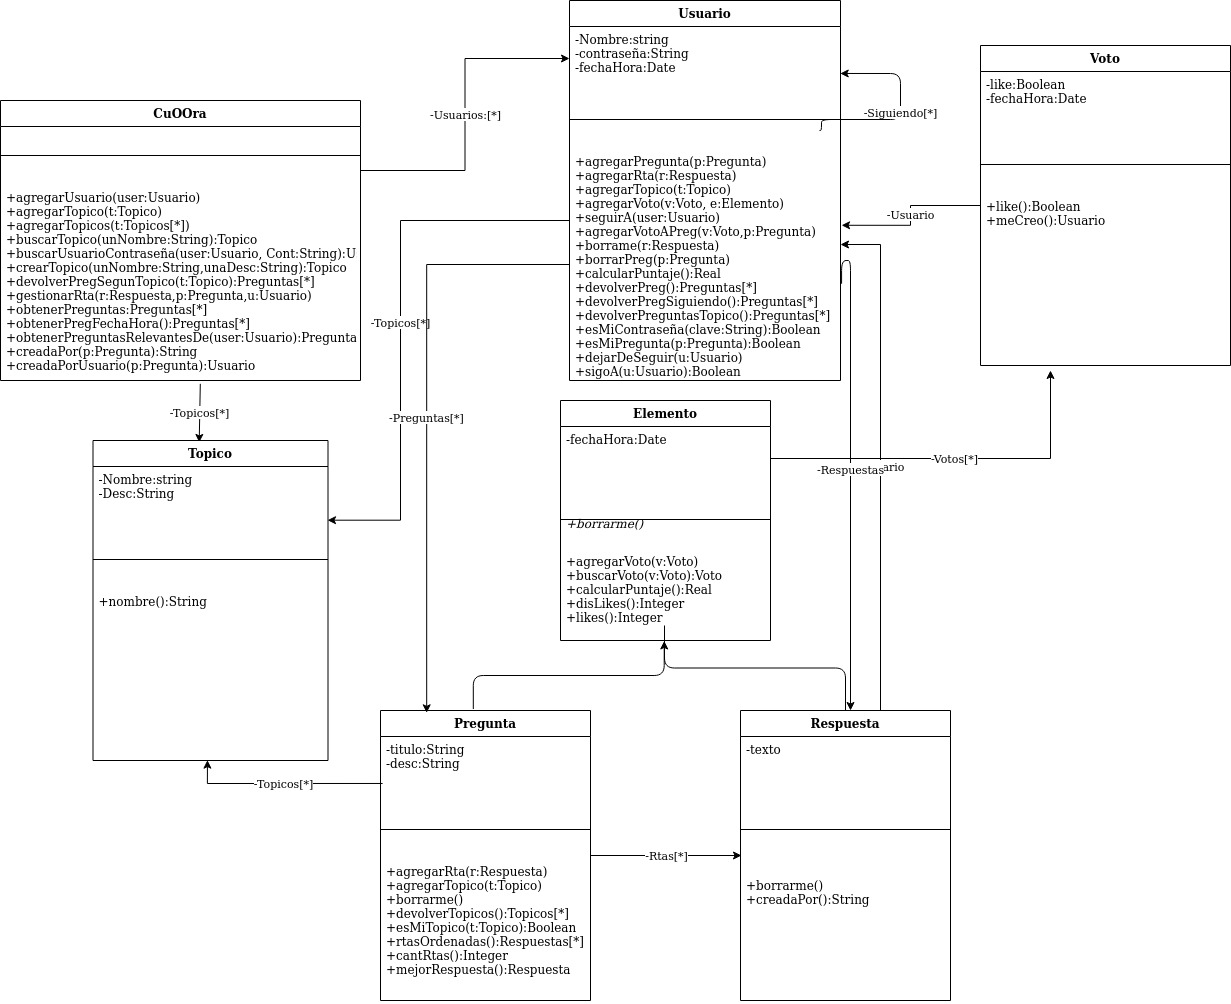 Usuario
-Nombre:string
-contraseña:String
-fechaHora:Date
+agregarPregunta(p:Pregunta)
+agregarRta(r:Respuesta)
+agregarTopico(t:Topico)
+agregarVoto(v:Voto, e:Elemento)
+seguirA(user:Usuario)
+agregarVotoAPreg(v:Voto,p:Pregunta)
+borrarme(r:Respuesta)
+borrarPreg(p:Pregunta)
+calcularPuntaje():Real
+devolverPreg():Preguntas[*]
+devolverPregSiguiendo():Preguntas[*]
+devolverPreguntasTopico():Preguntas[*]
+esMiContraseña(clave:String):Boolean
+esMiPregunta(p:Pregunta):Boolean
+dejarDeSeguir(u:Usuario)
+sigoA(u:Usuario):Boolean
Voto
-like:Boolean
-fechaHora:Date
+like():Boolean
+meCreo():Usuario
-Siguiendo[*]
-Usuario
-Usuarios:[*]
CuOOra
+agregarUsuario(user:Usuario)
+agregarTopico(t:Topico)
+agregarTopicos(t:Topicos[*])
+buscarTopico(unNombre:String):Topico
+buscarUsuarioContraseña(user:Usuario, Cont:String):U
+crearTopico(unNombre:String,unaDesc:String):Topico
+devolverPregSegunTopico(t:Topico):Preguntas[*]
+gestionarRta(r:Respuesta,p:Pregunta,u:Usuario)
+obtenerPreguntas:Preguntas[*]
+obtenerPregFechaHora():Preguntas[*]
+obtenerPreguntasRelevantesDe(user:Usuario):Pregunta
+creadaPor(p:Pregunta):String
+creadaPorUsuario(p:Pregunta):Usuario
-Topicos[*]
-Topicos[*]
-Preguntas[*]
Topico
-Nombre:string
-Desc:String
+nombre():String
Elemento
-fechaHora:Date
+borrarme()
+agregarVoto(v:Voto)
+buscarVoto(v:Voto):Voto
+calcularPuntaje():Real
+disLikes():Integer
+likes():Integer
-Votos[*]
-Respuestas
ario
Pregunta
-titulo:String
-desc:String
+agregarRta(r:Respuesta)
+agregarTopico(t:Topico)
+borrarme()
+devolverTopicos():Topicos[*]
+esMiTopico(t:Topico):Boolean
+rtasOrdenadas():Respuestas[*]
+cantRtas():Integer
+mejorRespuesta():Respuesta
-Topicos[*]
-Rtas[*]
Respuesta
-texto
+borrarme()
+creadaPor():String